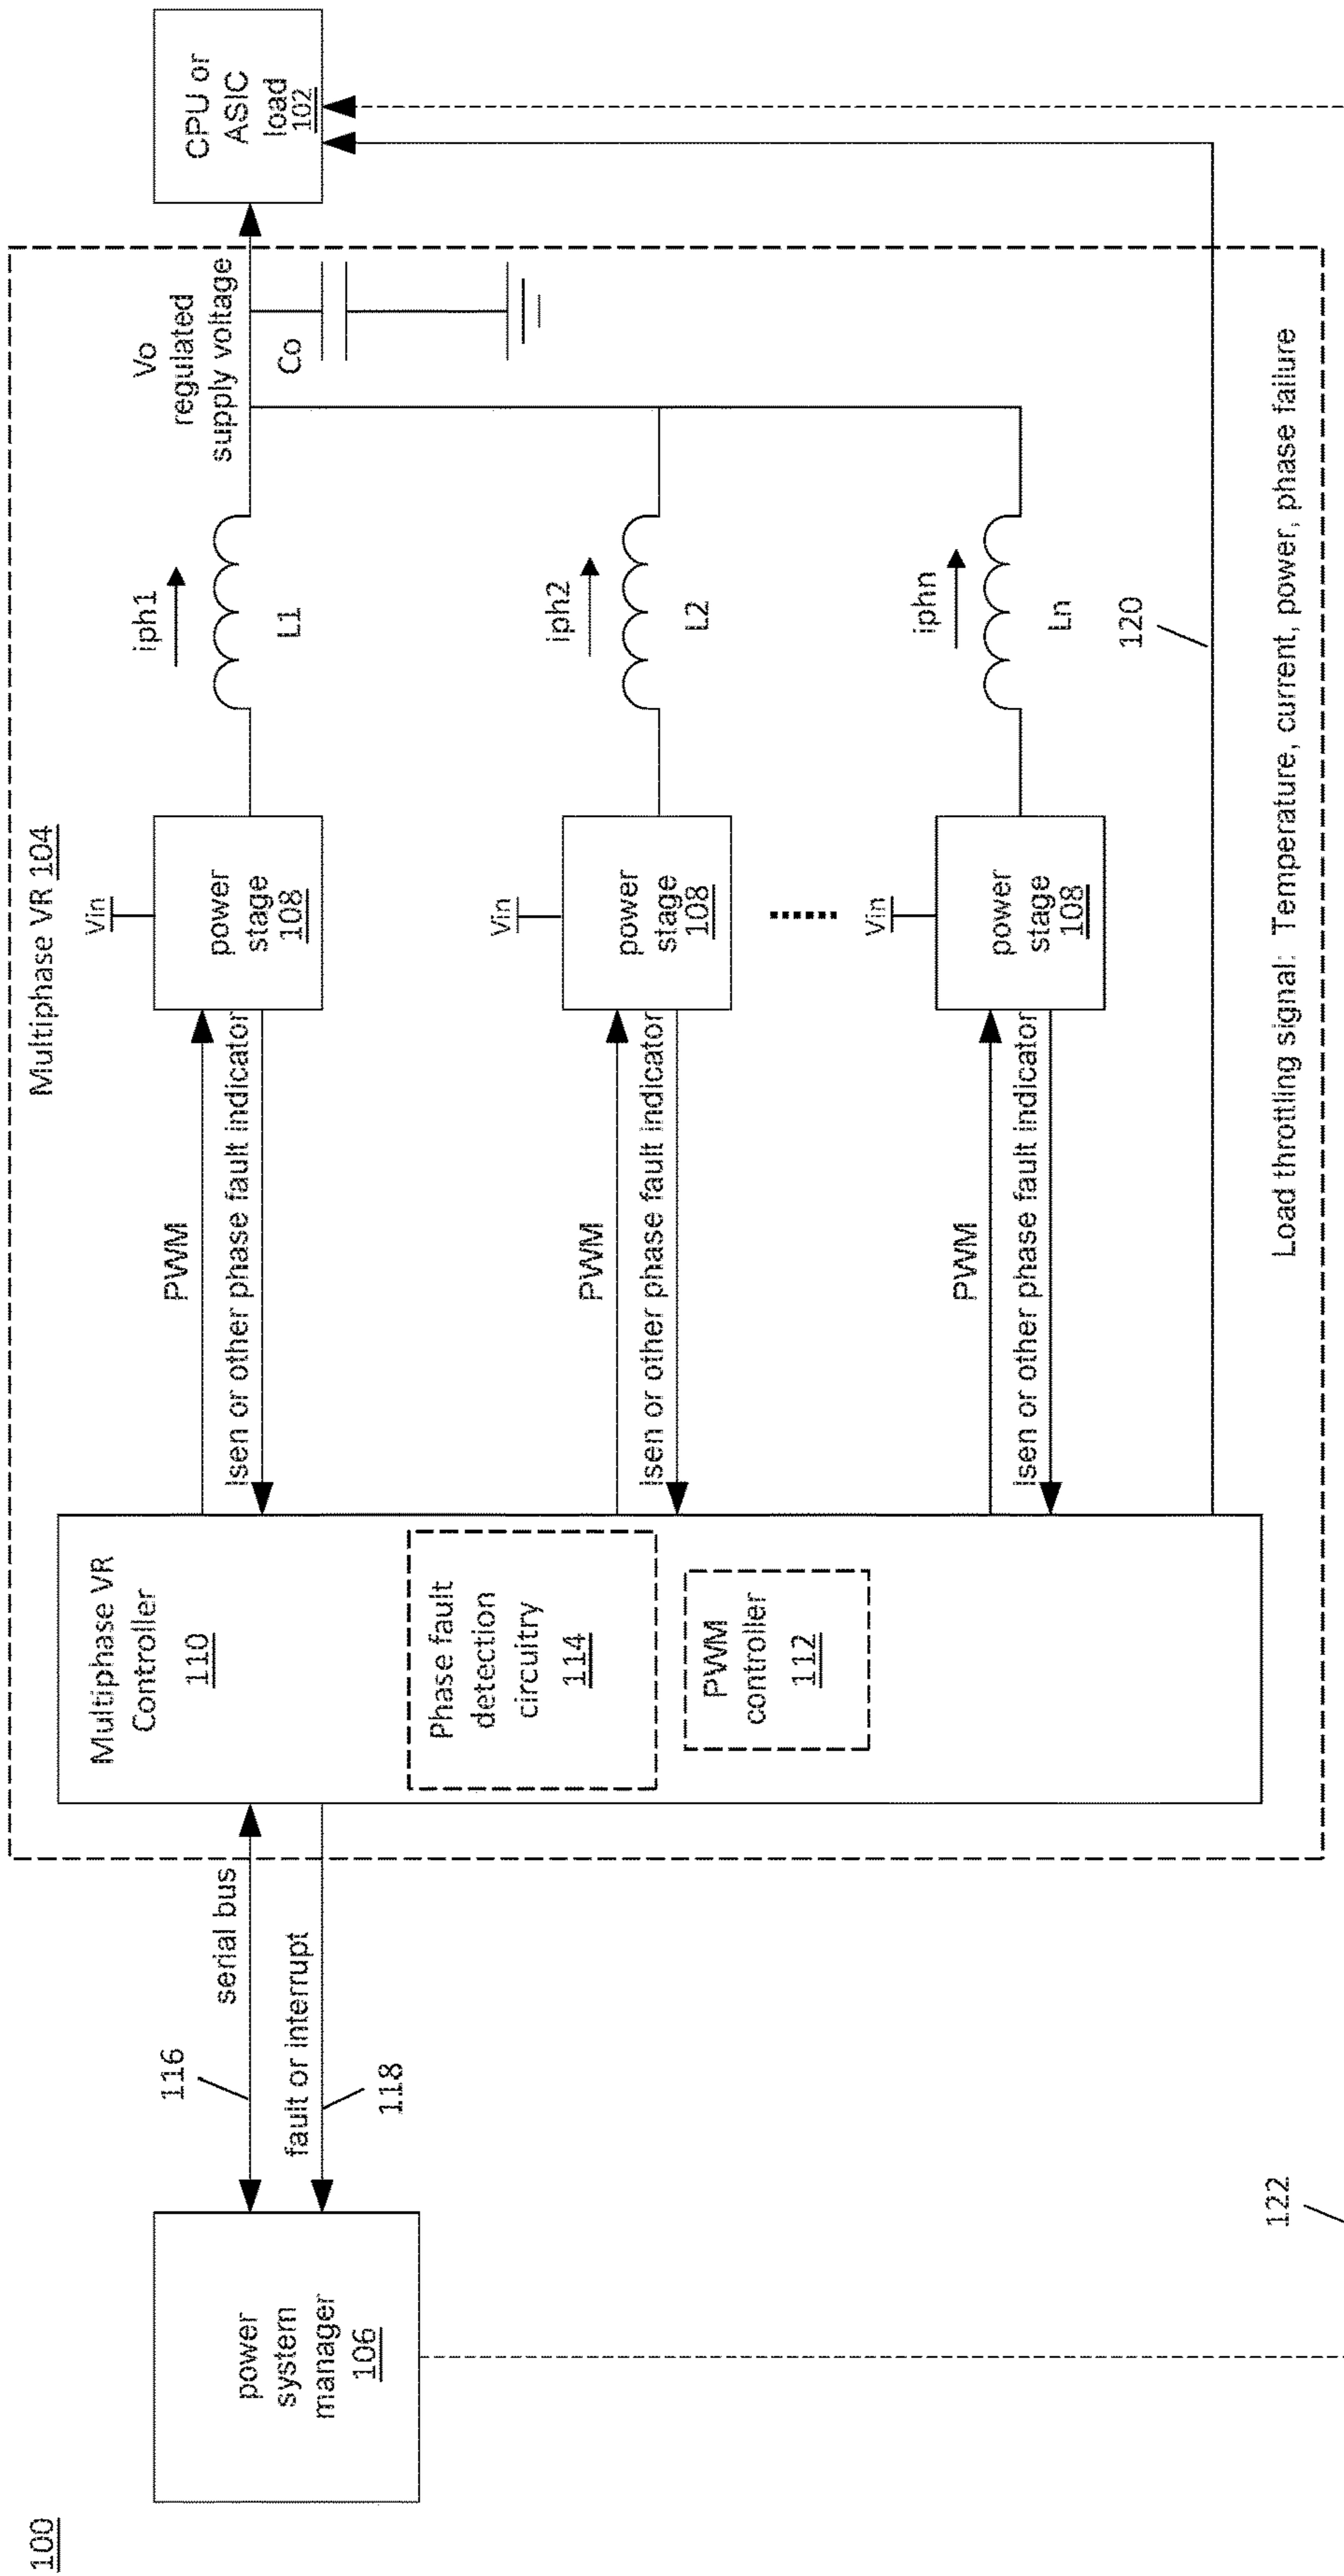 100
Multiphase VR 104
power
system
manager
106
116
serial bus
fault or interrupt
118
Multiphase VR
Controller
110
Phase fault
detection
circuitry
114
PWM
controller
112
PWM
Isen or other phase fault indicator
Vin
power
stage
108
iph1
L1
Vo
regulated
supply voltage
Co
CPU or
ASIC
load
102
PWM
Isen or other phase fault indicator
Vin
power
stage
108
iph2
L2
PWM
Isen or other phase fault indicator
Vin
power
stage
108
iphn
Ln
120
Load throttling signal: Temperature, current, power, phase failure
122